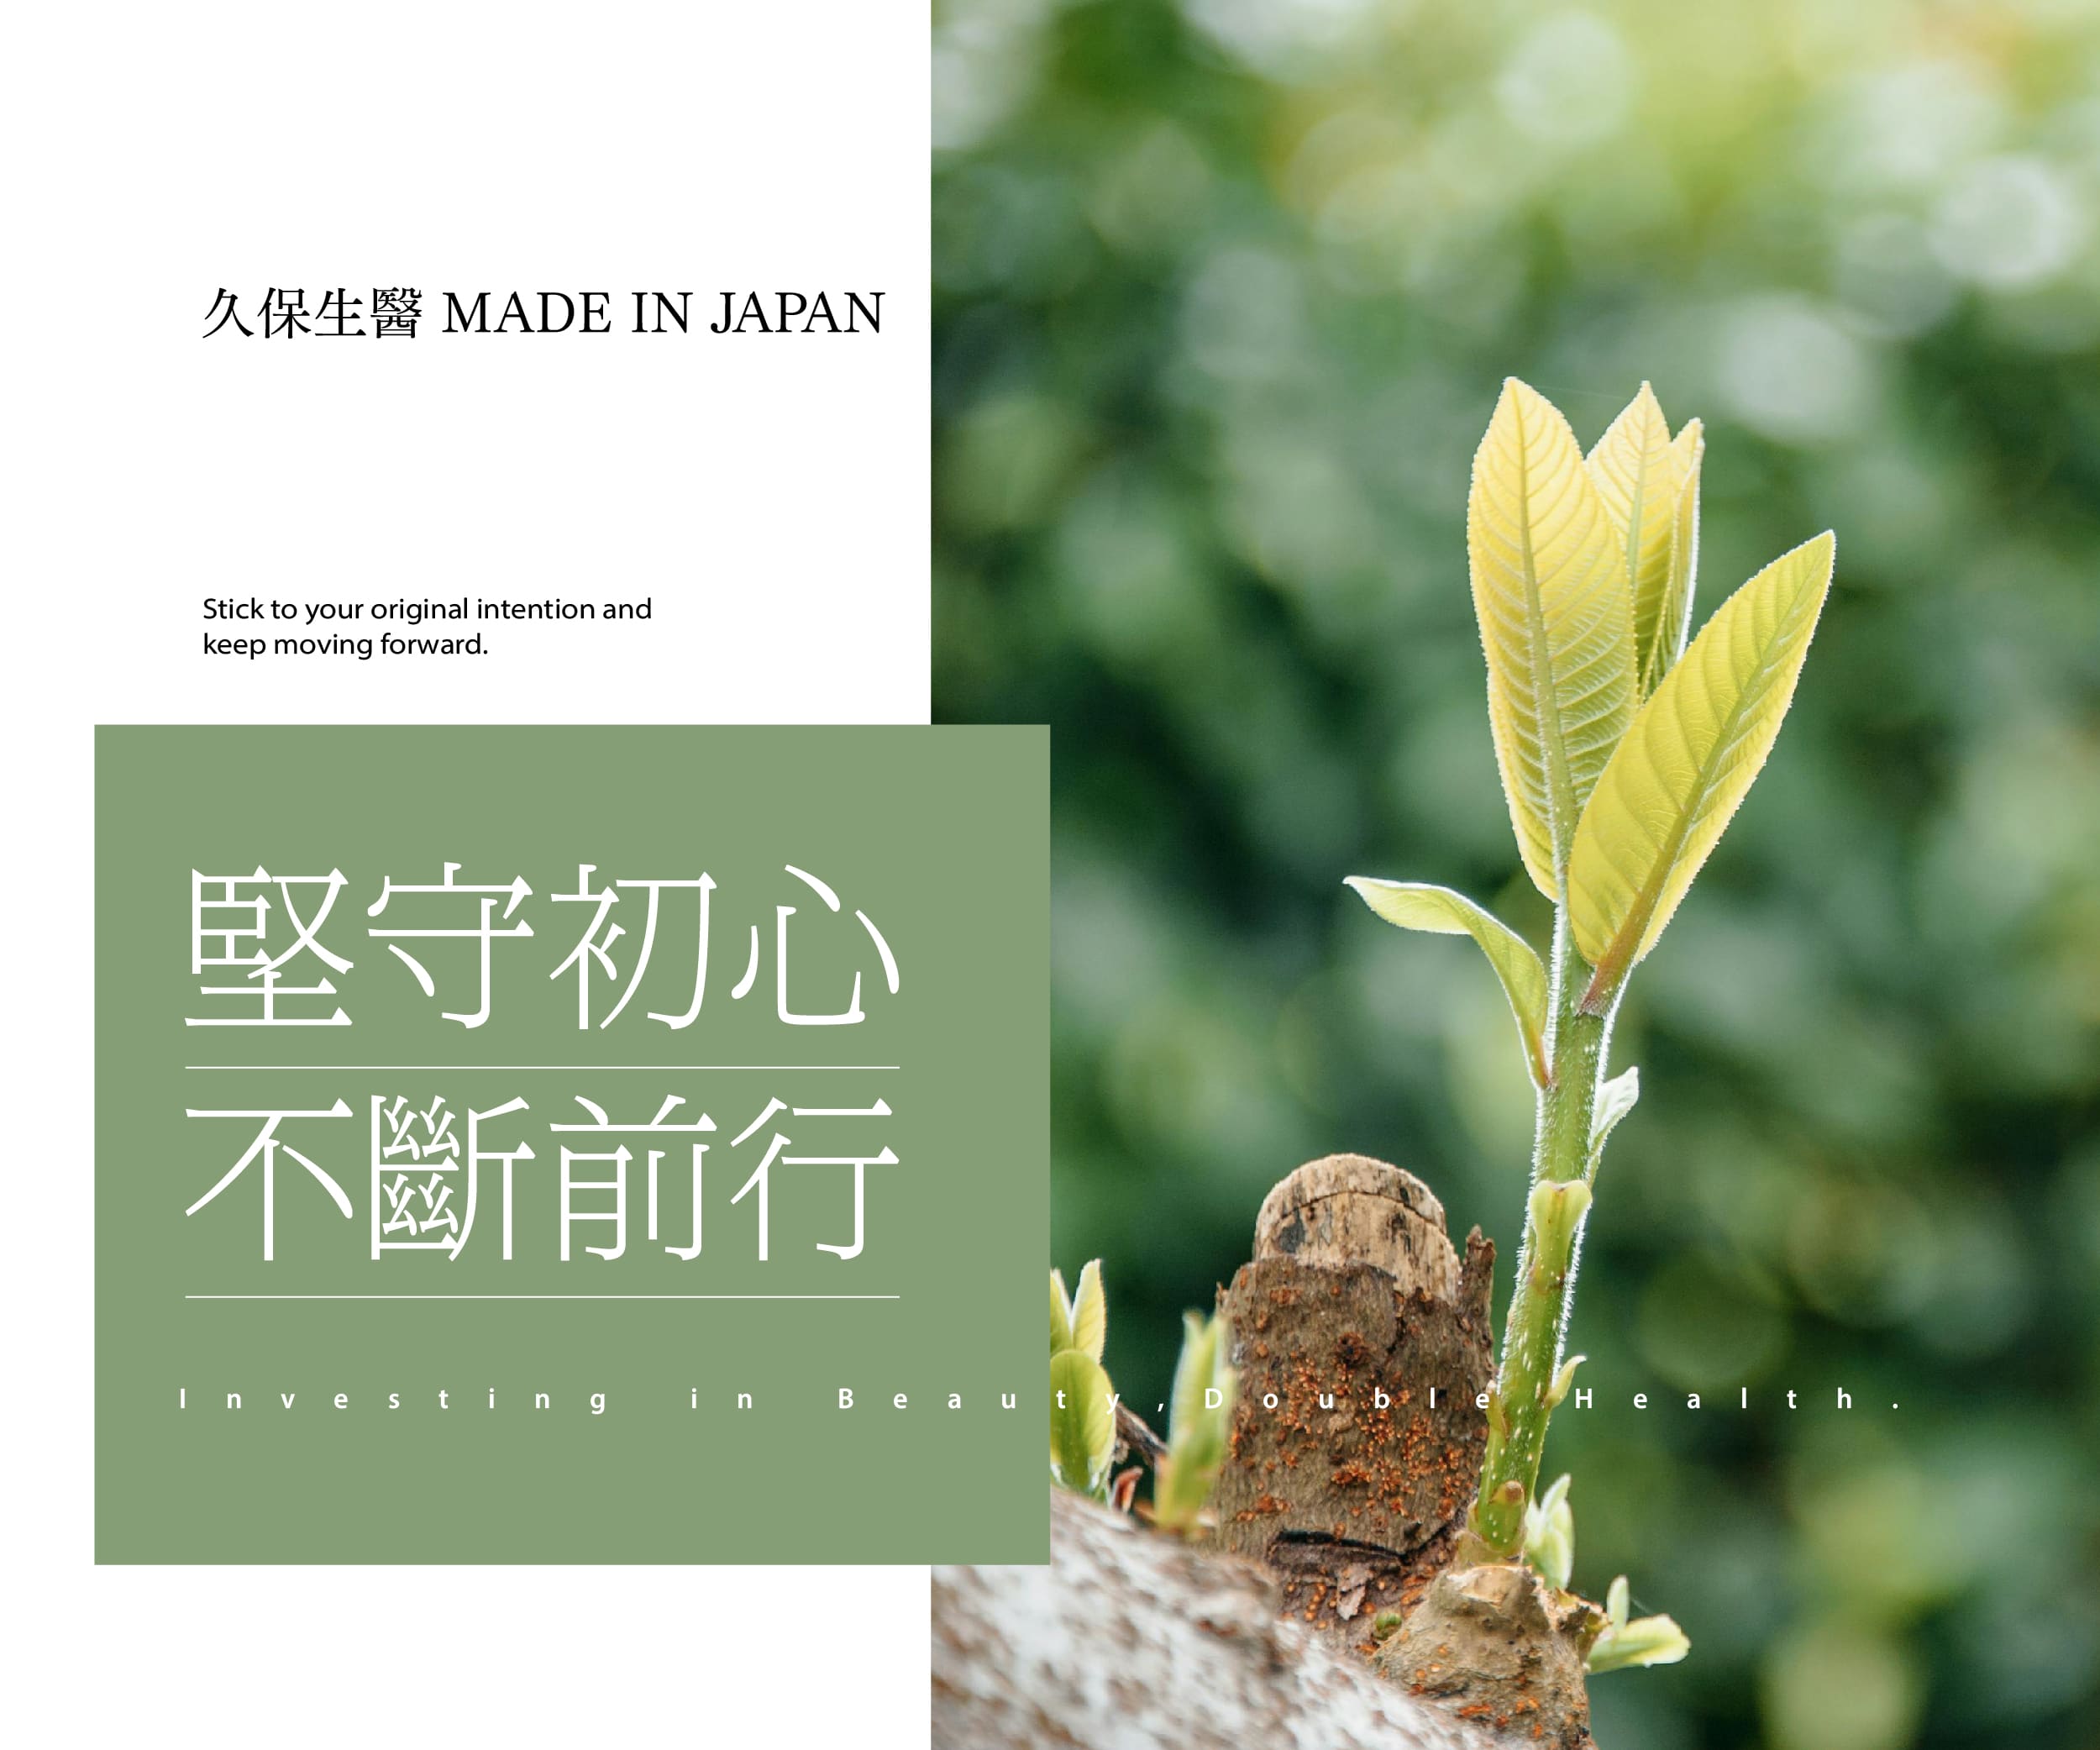 久保生醫 MADE IN JAPAN
Stick to your original intention and
keep moving forward.
堅守初心
不斷前行
Investing in Beauty,Double Health.